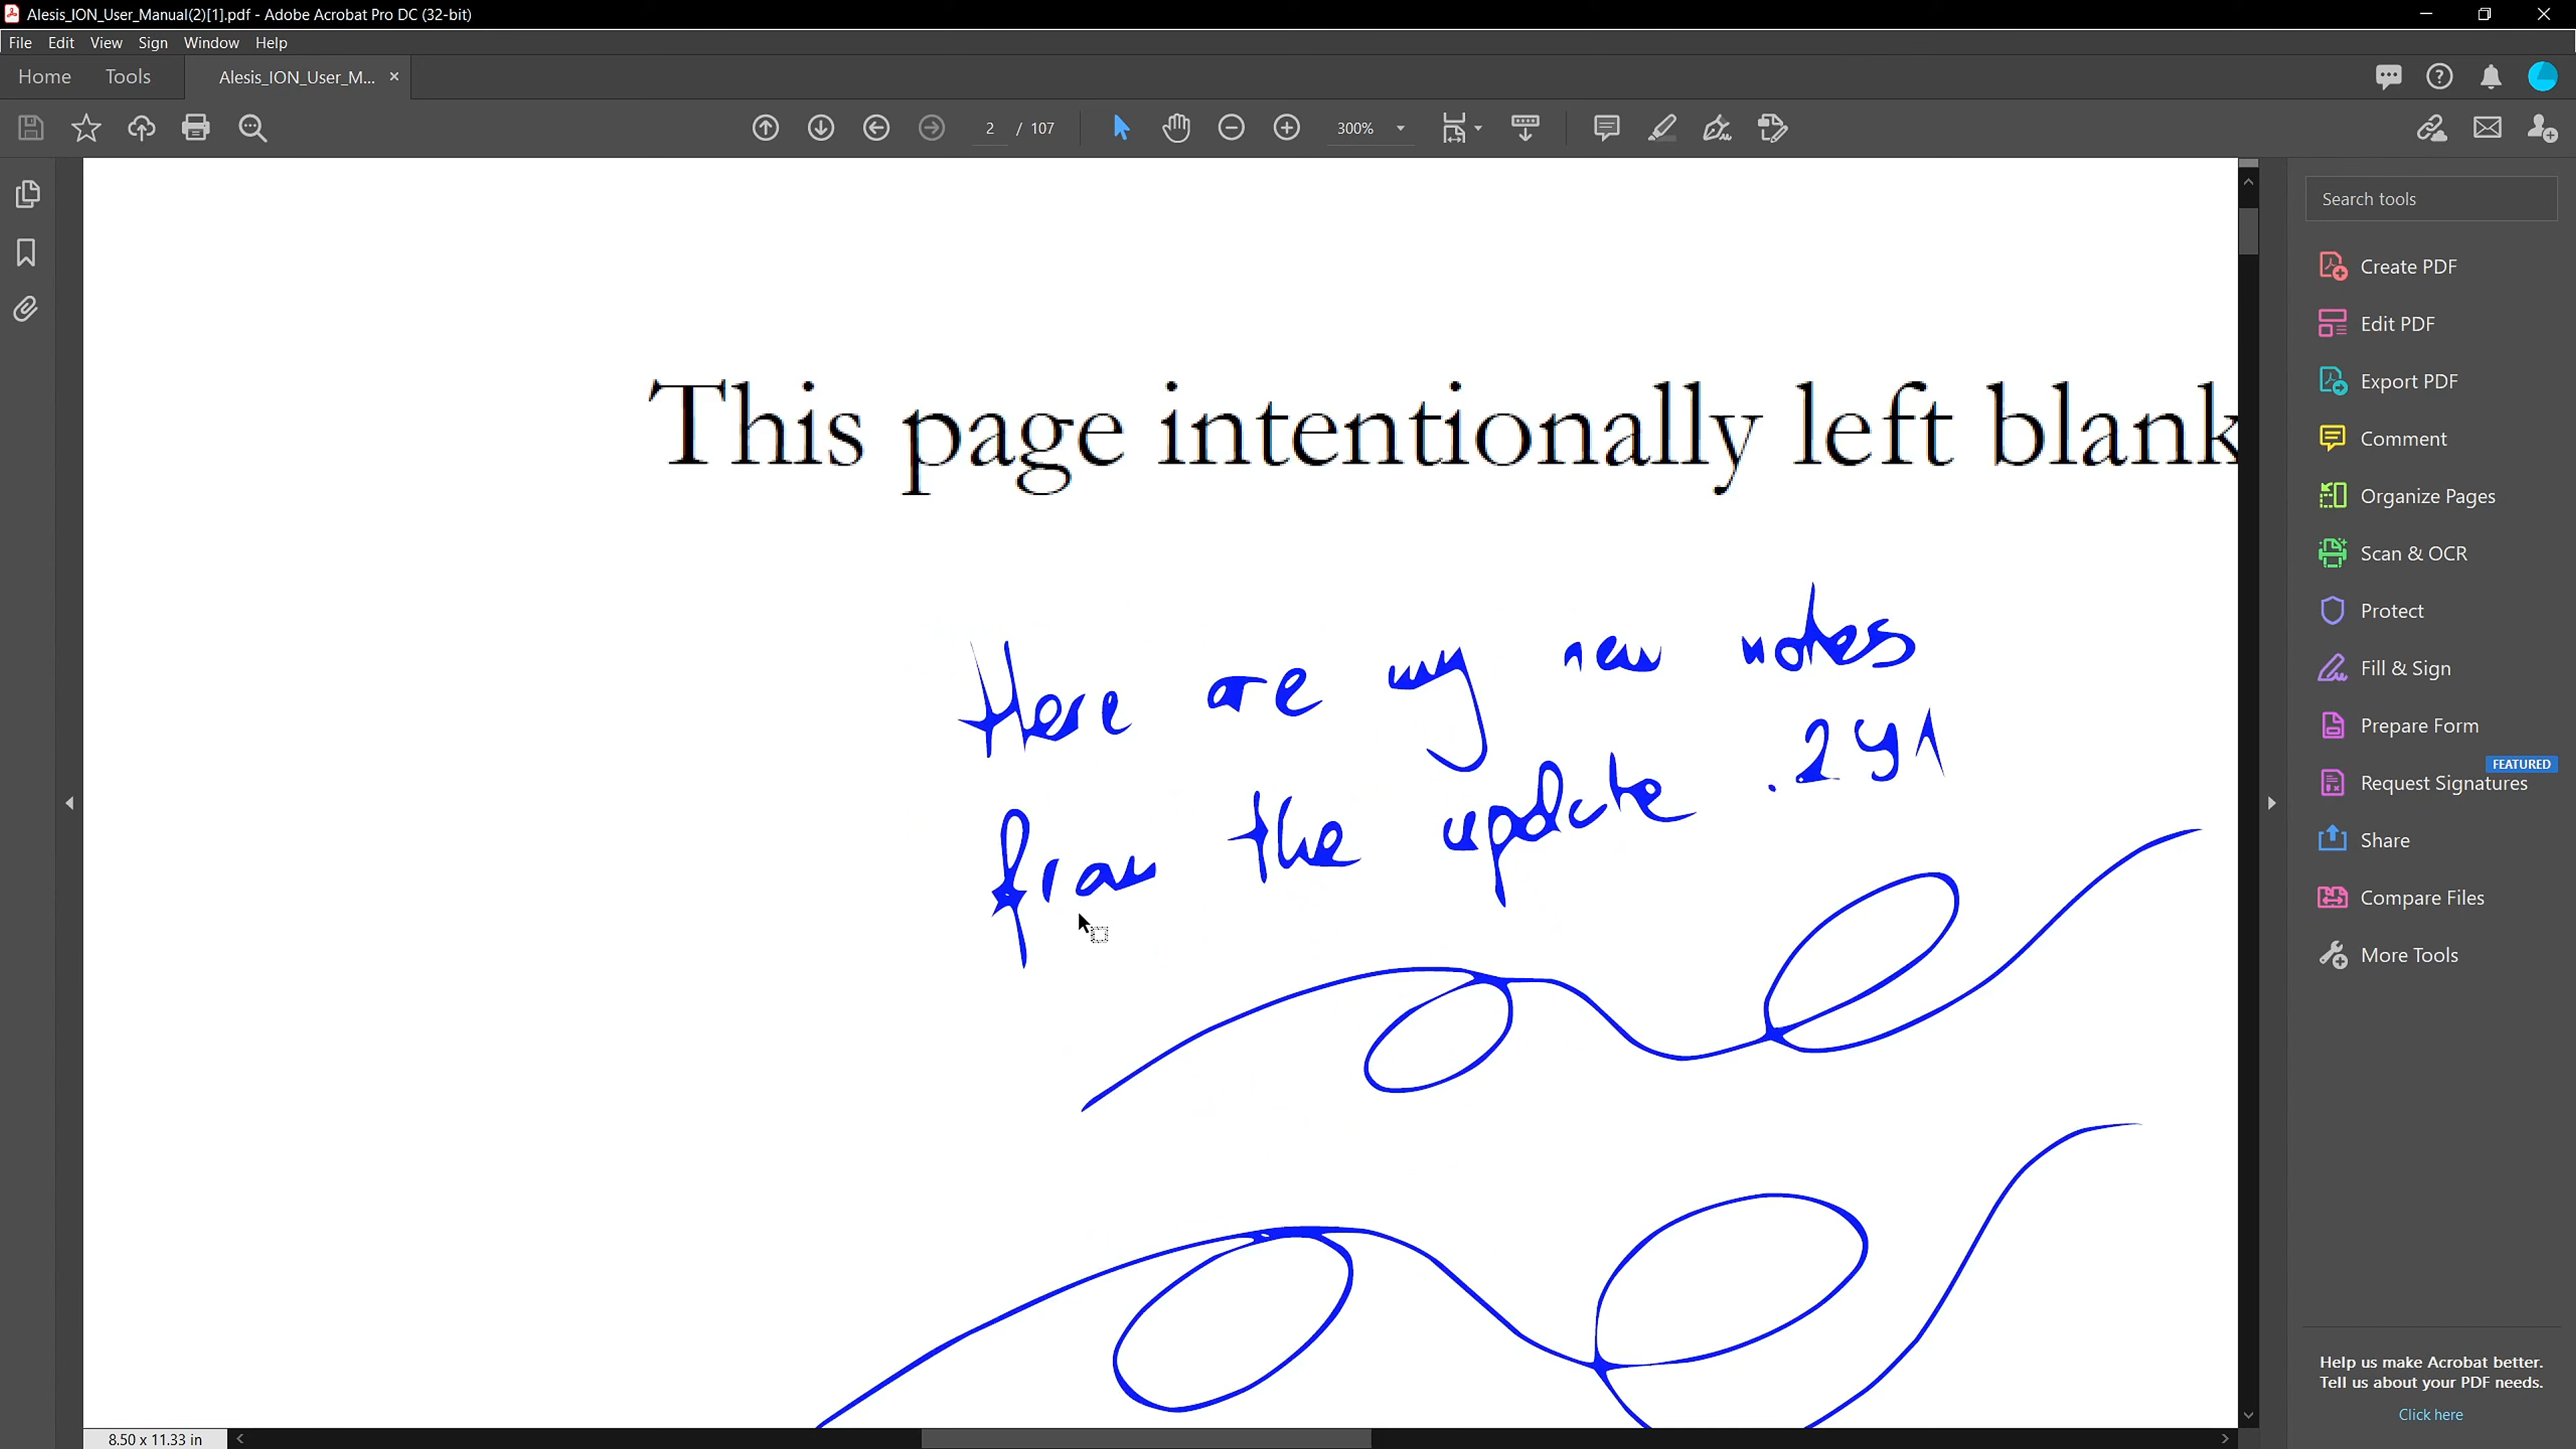 Alesis_ION_User_Manual(2)[1].pdf - Adobe Acrobat Pro DC (32-bit)
File Edit View Sign Window Help
Home Tools Alesis_ION_User_M...
2 / 107 300%
Search tools
Create PDF
Edit PDF
Export PDF
Comment
Organize Pages
Scan & OCR
Protect
Fill & Sign
Prepare Form
FEATURED
Request Signatures
Share
Compare Files
More Tools
This page intentionally left blank
Here are my new notes
from the update
Help us make Acrobat better.
Tell us about your PDF needs.
Click here
8.50 x 11.33 in